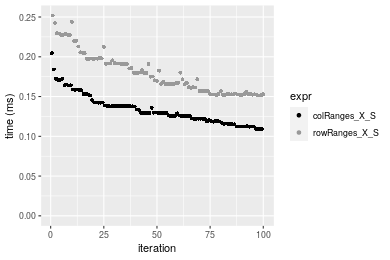 0.25
0.20
0.15
0.10
0.05
0.00
time (ms)
0 25 50 75 100
iteration
expr
colRanges_X_S
rowRanges_X_S